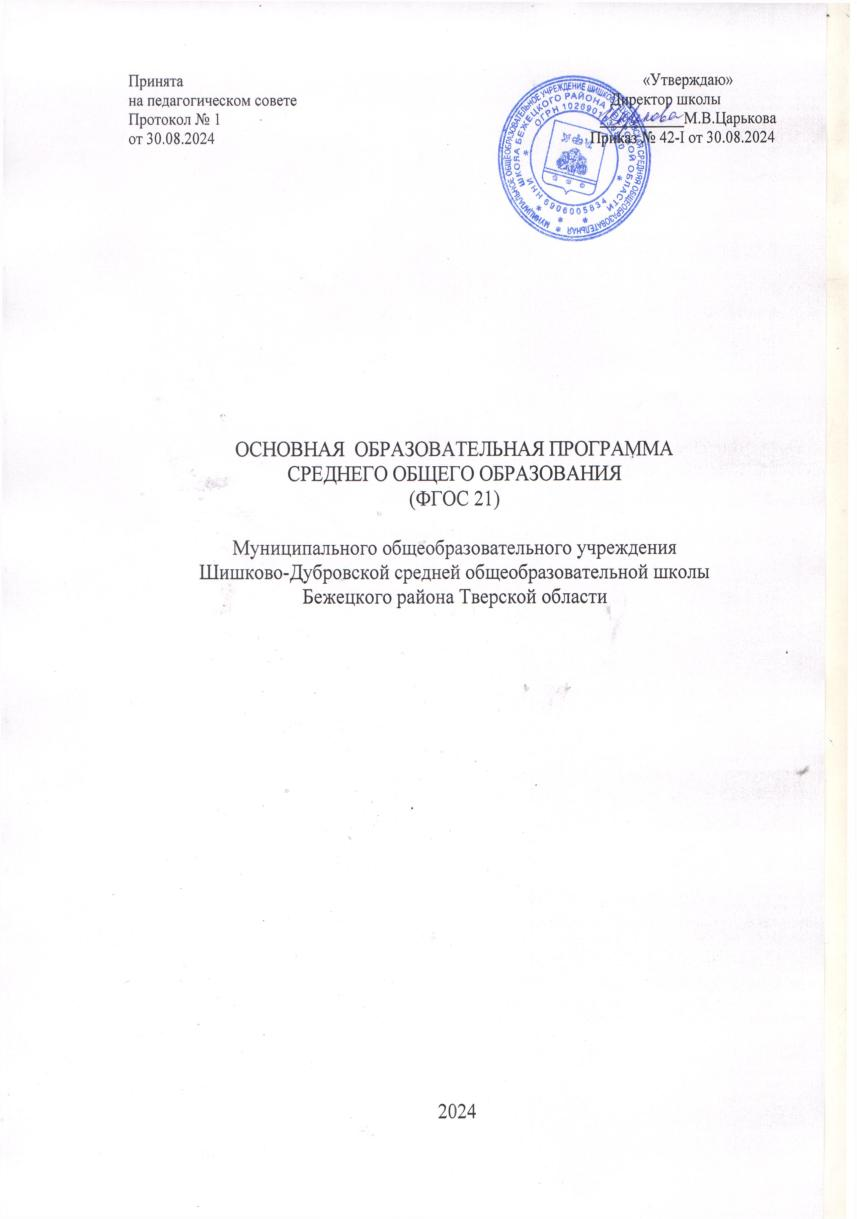 Принята
на педагогическом совете
Протокол № 1
от 30.08.2024
«Утверждаю»
Директор школы
М.В.Царькова
Приказ № 42-I от 30.08.2024
ИНН 6906005834
ОСНОВНАЯ ОБРАЗОВАТЕЛЬНАЯ ПРОГРАММА
СРЕДНЕГО ОБЩЕГО ОБРАЗОВАНИЯ
(ФГОС 21)
Муниципального общеобразовательного учреждения
Шишково-Дубровской средней общеобразовательной школы
Бежецкого района Тверской области
2024